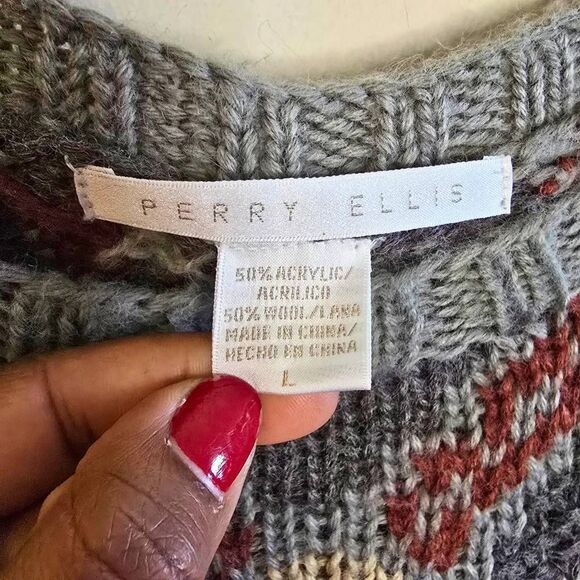 PERRY ELLIS
50% ACRYLIC/
ACRILICO
50% WOOL/LANA
MADE IN CHINA/
HECHO EN CHINA
L